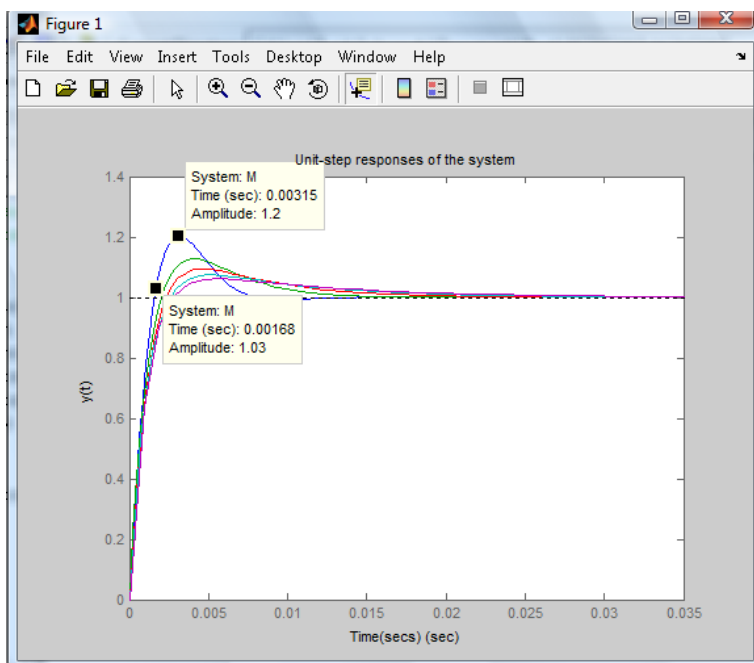 Figure 1
File Edit View Insert Tools Desktop Window Help
Unit-step responses of the system
System: M
Time (sec): 0.00315
Amplitude: 1.2
System: M
Time (sec): 0.00168
Amplitude: 1.03
y(t)
1.4
1.2
1
0.8
0.6
0.4
0.2
0
0 0.005 0.01 0.015 0.02 0.025 0.03 0.035
Time(secs) (sec)